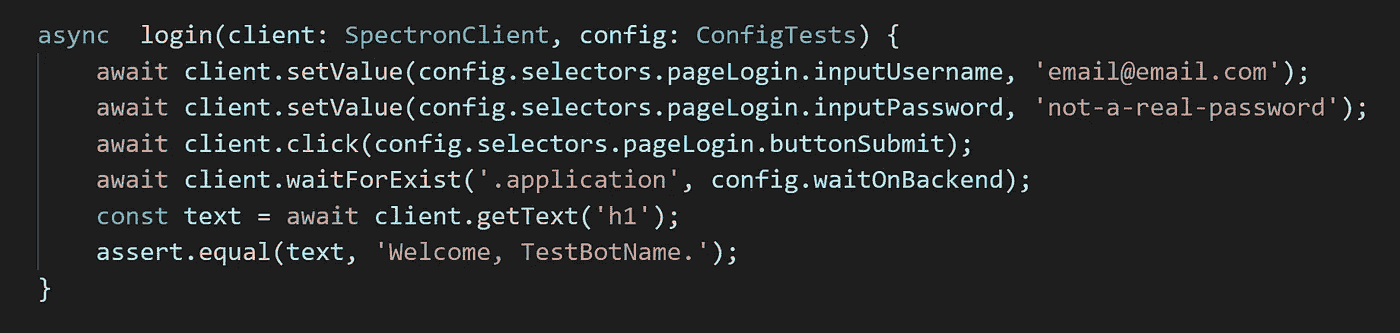 async  login(client: SpectronClient, config: ConfigTests) {
    await client.setValue(config.selectors.pageLogin.inputUsername, 'email@email.com');
    await client.setValue(config.selectors.pageLogin.inputPassword, 'not-a-real-password');
    await client.click(config.selectors.pageLogin.buttonSubmit);
    await client.waitForExist('.application', config.waitOnBackend);
    const text = await client.getText('h1');
    assert.equal(text, 'Welcome, TestBotName.');
}